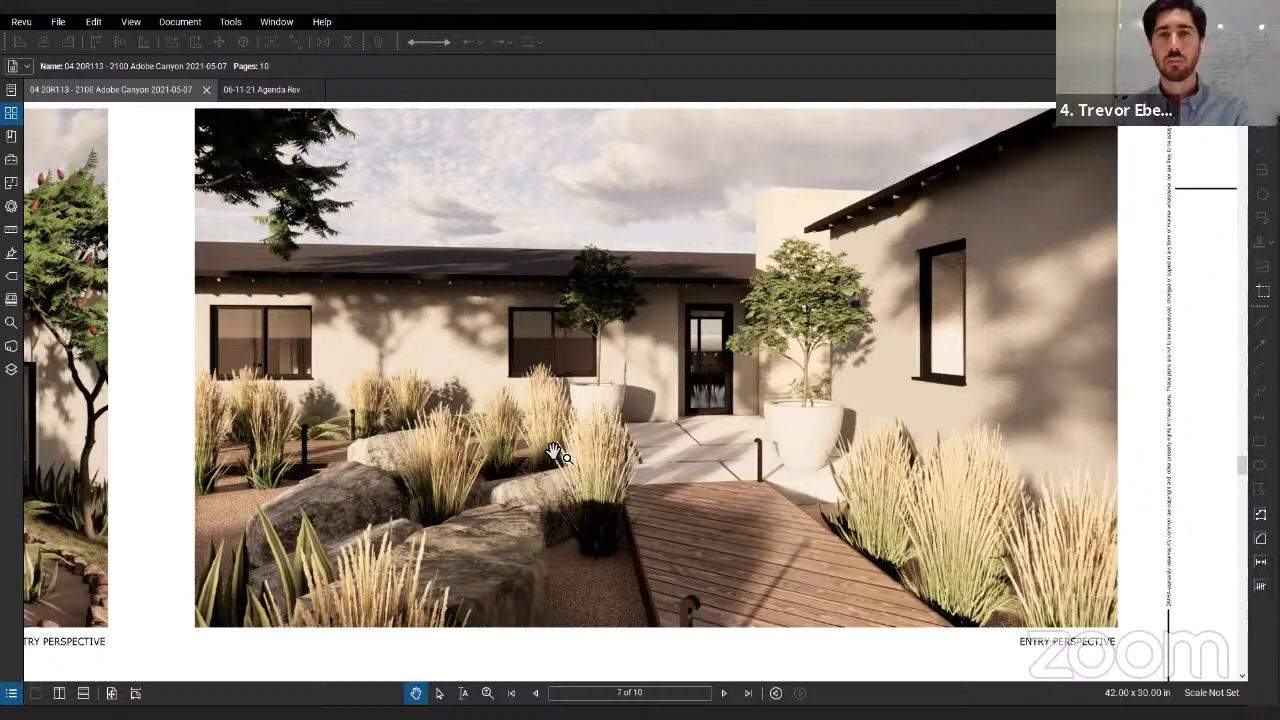 Revu File Edit View Document Tools Window Help
Name: 04 20R113 - 2100 Adobe Canyon 2021-05-07 Pages: 10
04 20R113 - 2100 Adobe Canyon 2021-05-07
06-11-21 Agenda Rev
4. Trevor Ebe...
TRY PERSPECTIVE
ENTRY PERSPECTIVE
zoom
7 of 10
42.00 x 30.00 in
Scale Not Set